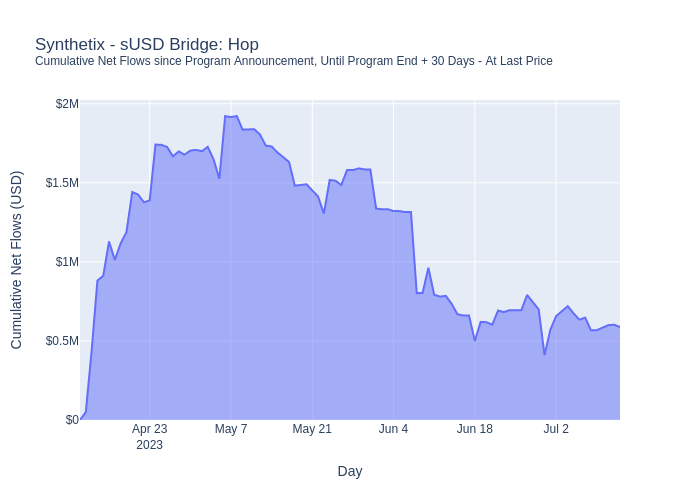 Synthetix - sUSD Bridge: Hop
Cumulative Net Flows since Program Announcement, Until Program End + 30 Days - At Last Price
Cumulative Net Flows (USD)
$2M
$1.5M
$1M
$0.5M
$0
Apr 23
2023
May 7
May 21
Jun 4
Jun 18
Jul 2
Day